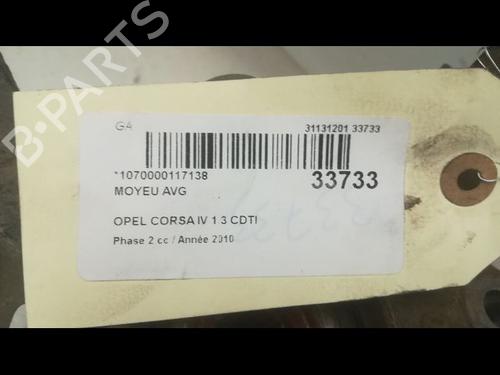 B-PARTS
GA
31131201 33733
*1070000117138
33733
MOYEU AVG
OPEL CORSA IV 1.3 CDTI
Phase 2 cc / Année 2010